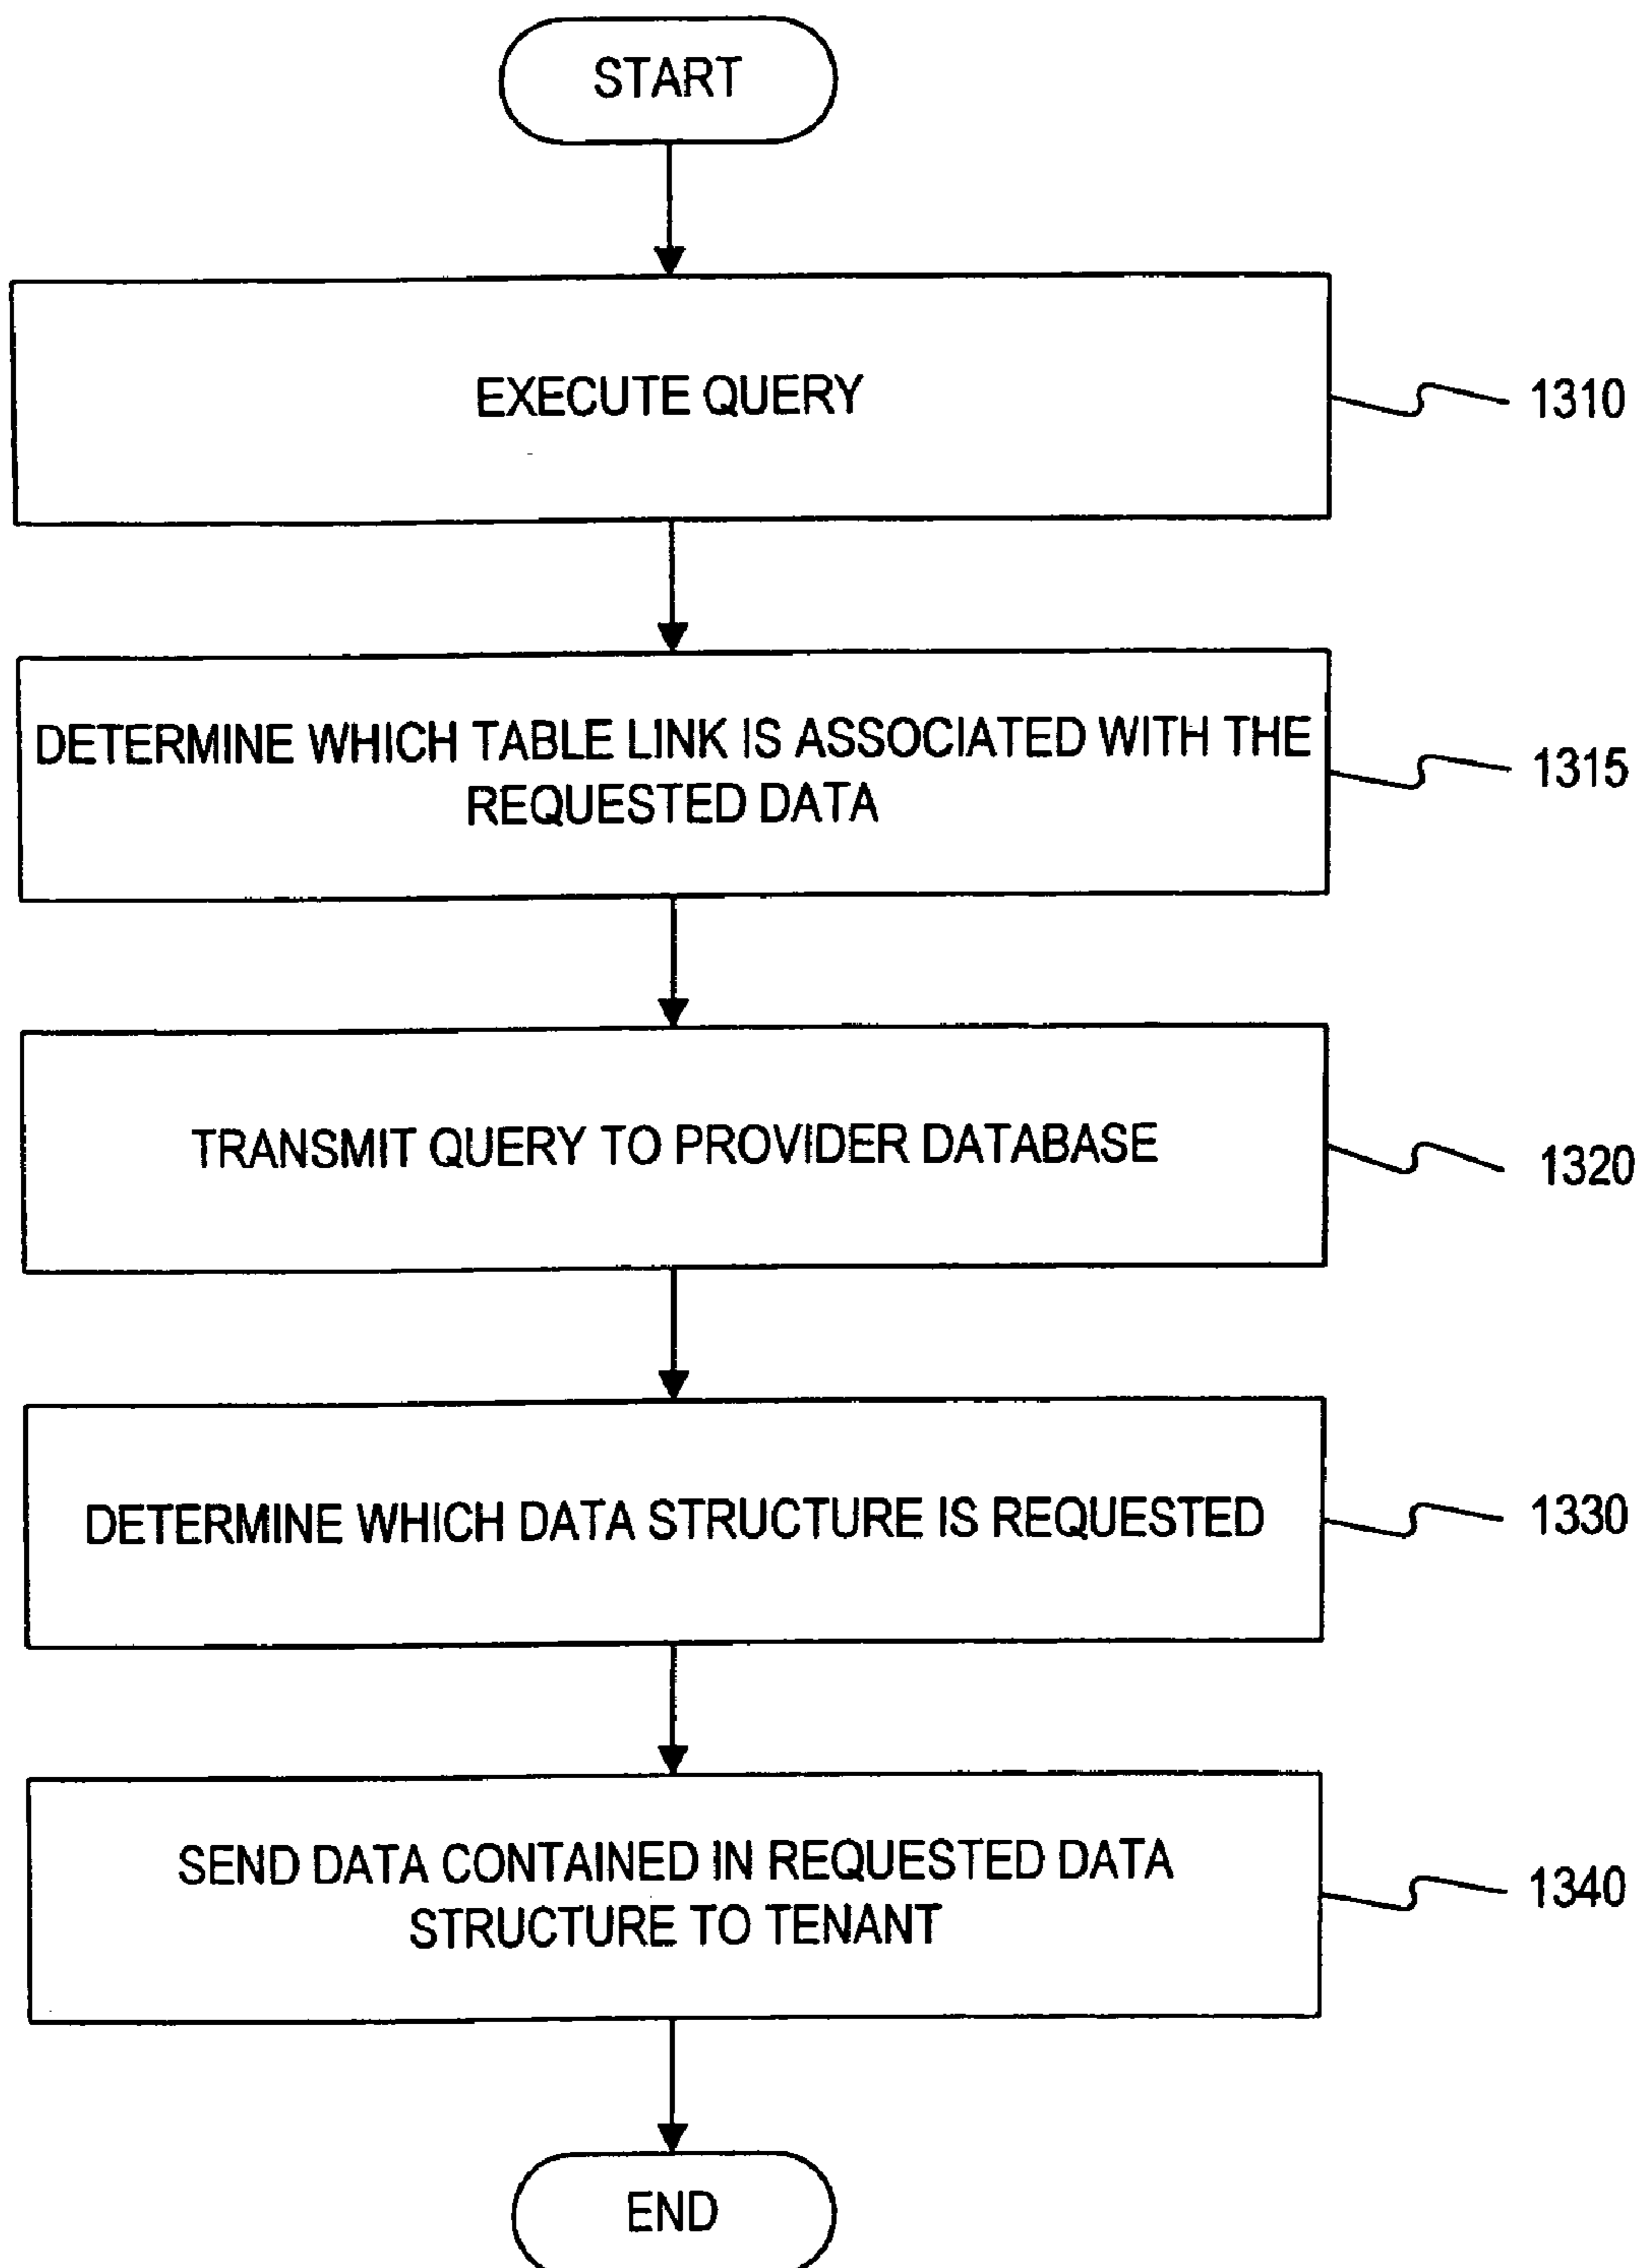 START
EXECUTE QUERY
1310
DETERMINE WHICH TABLE LINK IS ASSOCIATED WITH THE
REQUESTED DATA
1315
TRANSMIT QUERY TO PROVIDER DATABASE
1320
DETERMINE WHICH DATA STRUCTURE IS REQUESTED
1330
SEND DATA CONTAINED IN REQUESTED DATA
STRUCTURE TO TENANT
1340
END